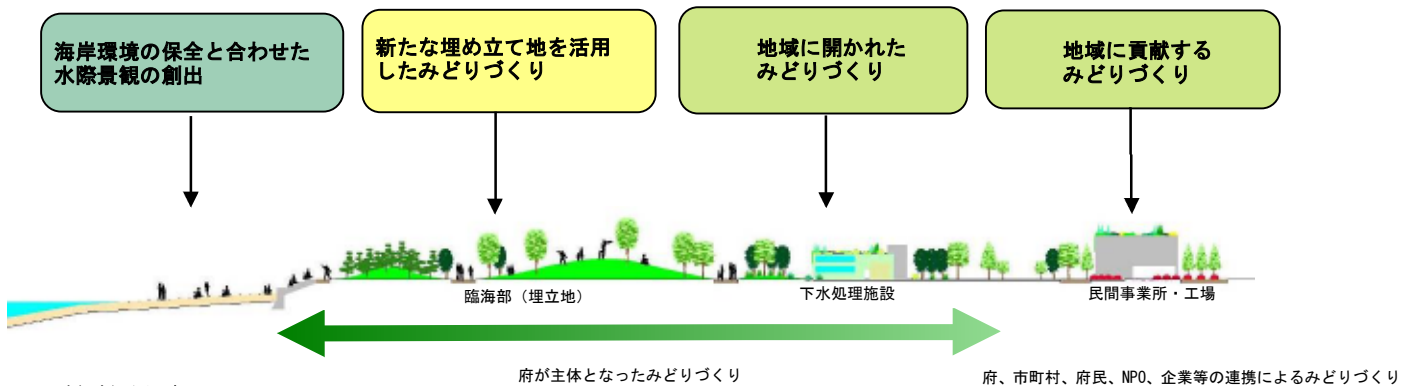 海岸環境の保全と合わせた
水際景観の創出
新たな埋め立て地を活用
したみどりづくり
地域に開かれた
みどりづくり
地域に貢献する
みどりづくり
臨海部（埋立地）
下水処理施設
民間事業所・工場
府が主体となったみどりづくり
府、市町村、府民、NPO、企業等の連携によるみどりづくり